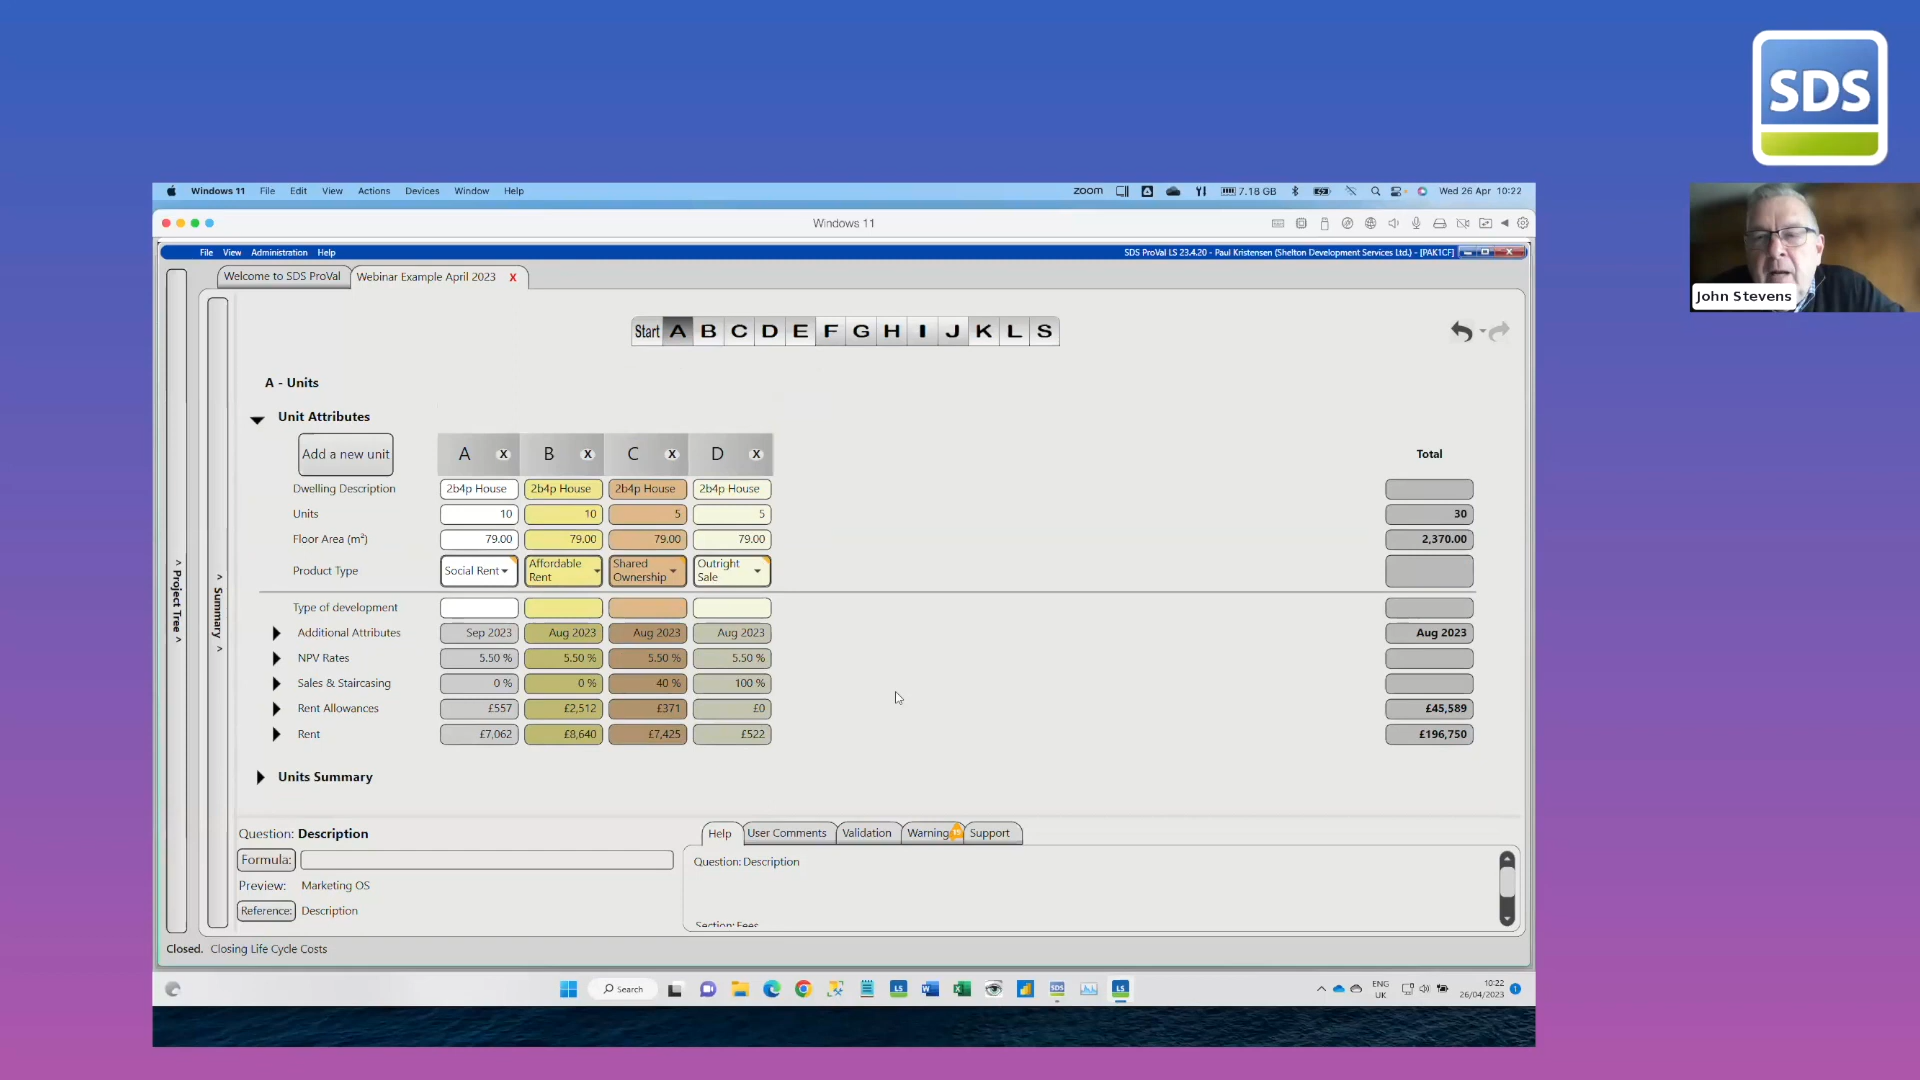 SDS
Windows 11 File Edit View Actions Devices Window Help
zoom 7.18 GB Wed 26 Apr 10:22
Windows 11
File View Administration Help
SDS ProVal LS 23.4.20 - Paul Kristensen (Shelton Development Services Ltd.) - [PAK1CF]
John Stevens
Welcome to SDS ProVal Webinar Example April 2023 X
Start A B C D E F G H I J K L S
A - Units
Unit Attributes
Add a new unit A X B X C X D X Total
Dwelling Description 2b4p House 2b4p House 2b4p House 2b4p House
Units 10 10 5 5 30
Floor Area (m²) 79.00 79.00 79.00 79.00 2,370.00
Product Type Social Rent Affordable Rent Shared Ownership Outright Sale
Type of development
Additional Attributes Sep 2023 Aug 2023 Aug 2023 Aug 2023 Aug 2023
NPV Rates 5.50 % 5.50 % 5.50 % 5.50 %
Sales & Staircasing 0 % 0 % 40 % 100 %
Rent Allowances £557 £2,512 £371 £0 £45,589
Rent £7,062 £8,640 £7,425 £522 £196,750
Units Summary
^ Project Tree ^
^ Summary ^
Question: Description
Formula:
Preview: Marketing OS
Reference: Description
Help User Comments Validation Warning Support
Question: Description
Section: Fees
Closed. Closing Life Cycle Costs
Search
LS
SDS
LS
ENG
UK
10:22
26/04/2023
1